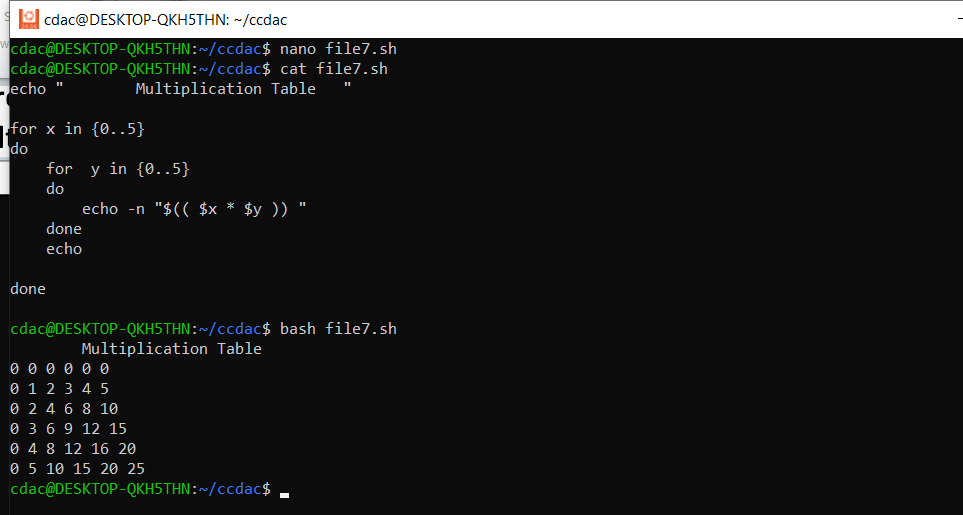 cdac@DESKTOP-QKH5THN: ~/ccdac
cdac@DESKTOP-QKH5THN:~/ccdac$ nano file7.sh
cdac@DESKTOP-QKH5THN:~/ccdac$ cat file7.sh
echo "        Multiplication Table   "

for x in {0..5}
do
    for  y in {0..5}
    do
        echo -n "$(( $x * $y )) "
    done
    echo

done

cdac@DESKTOP-QKH5THN:~/ccdac$ bash file7.sh
        Multiplication Table
0 0 0 0 0 0
0 1 2 3 4 5
0 2 4 6 8 10
0 3 6 9 12 15
0 4 8 12 16 20
0 5 10 15 20 25
cdac@DESKTOP-QKH5THN:~/ccdac$